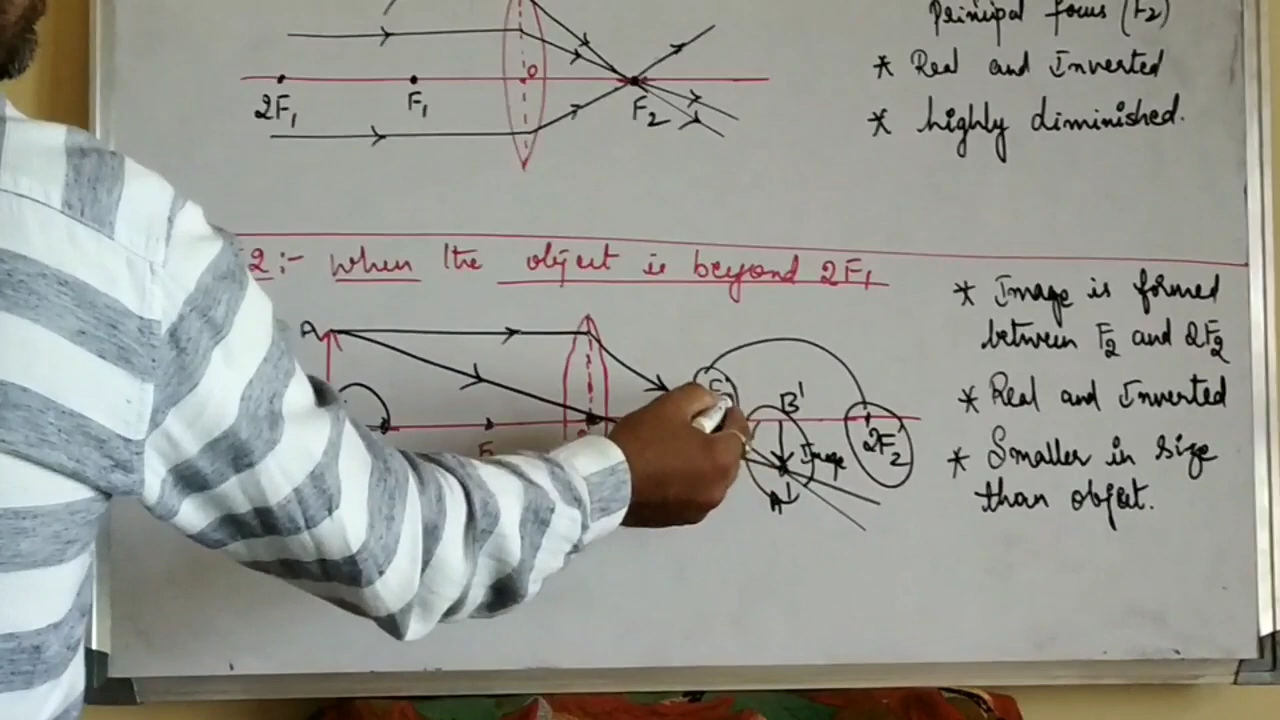 Principal focus (F2)
* Real and Inverted
* highly diminished.
2F1
F1
O
F2
2:- When the object is beyond 2F1
* Image is formed
between F2 and 2F2
* Real and Inverted
* Smaller in size
than object.
A
B'
2F2
Image
A'